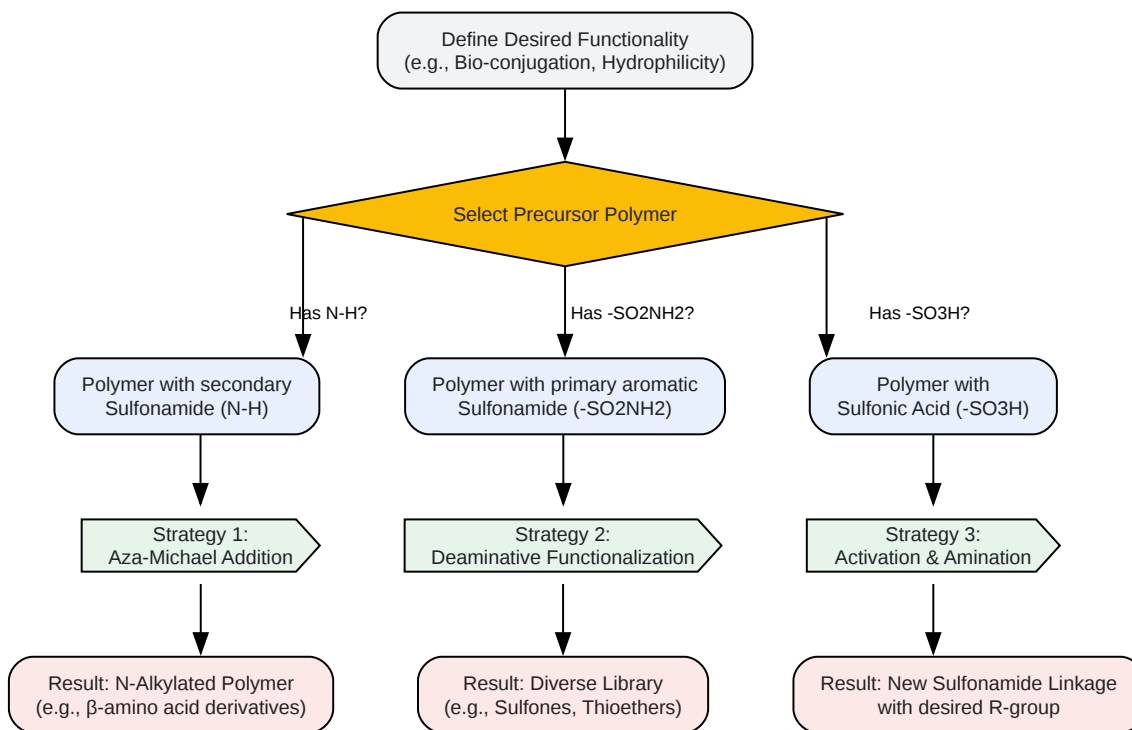 Define Desired Functionality
(e.g., Bio-conjugation, Hydrophilicity)
Select Precursor Polymer
Has N-H?
Has -SO2NH2?
Has -SO3H?
Polymer with secondary
Sulfonamide (N-H)
Polymer with primary aromatic
Sulfonamide (-SO2NH2)
Polymer with
Sulfonic Acid (-SO3H)
Strategy 1:
Aza-Michael Addition
Strategy 2:
Deaminative Functionalization
Strategy 3:
Activation & Amination
Result: N-Alkylated Polymer
(e.g., β-amino acid derivatives)
Result: Diverse Library
(e.g., Sulfones, Thioethers)
Result: New Sulfonamide Linkage
with desired R-group